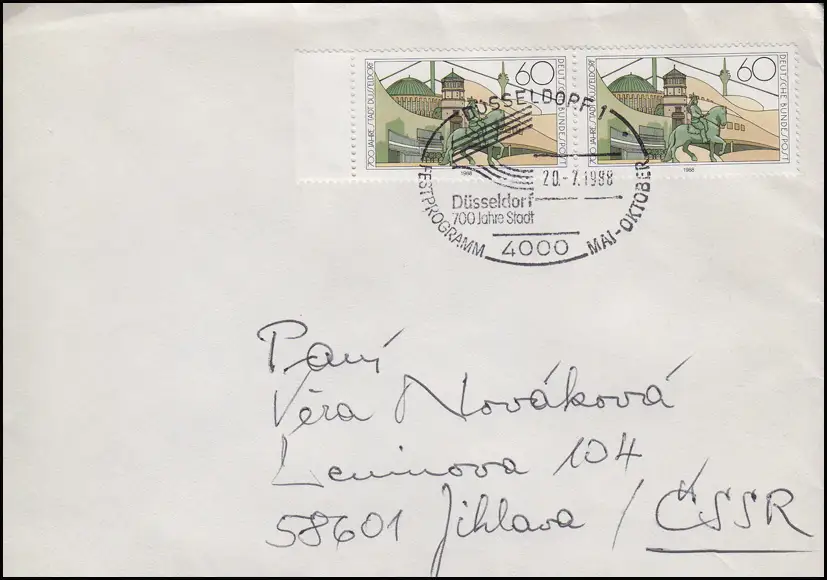 60 DEUTSCHE BUNDESPOST
700 JAHRE STADT DÜSSELDORF
1988
60 DEUTSCHE BUNDESPOST
700 JAHRE STADT DÜSSELDORF
1988
DÜSSELDORF 1
20.-7.1988
Düsseldorf
700 Jahre Stadt
FESTPROGRAMM
4000
MAI-OKTOBER
Paní
Věra Nováková
Leninova 104
58601 Jihlava / ČSSR